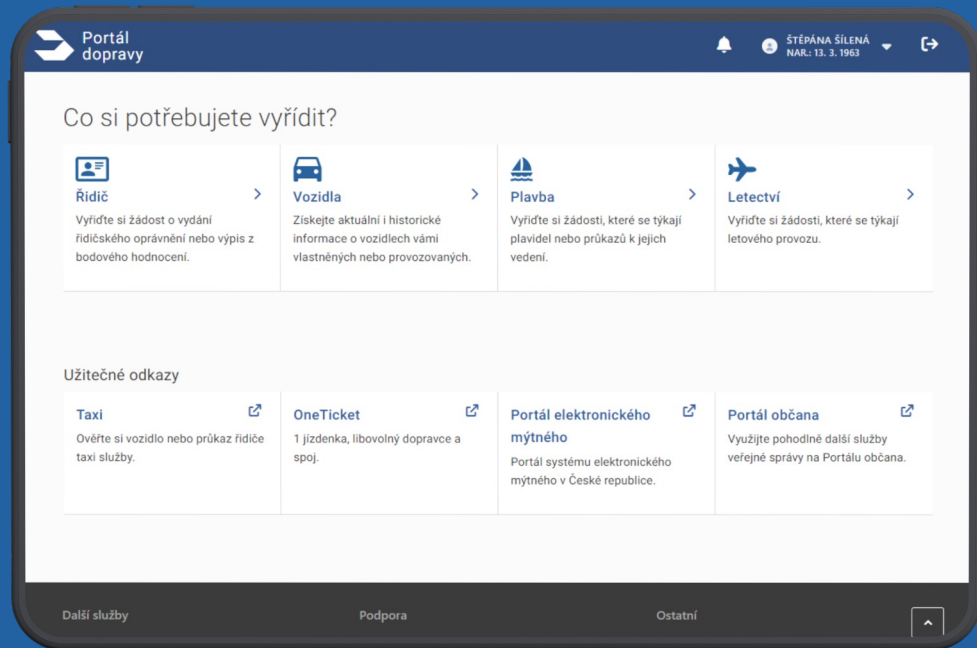 Portál
dopravy
ŠTĚPÁNA ŠÍLENÁ
NAR.: 13. 3. 1963
Co si potřebujete vyřídit?
Řidič
Vyřiďte si žádost o vydání
řidičského oprávnění nebo výpis z
bodového hodnocení.
Vozidla
Získejte aktuální i historické
informace o vozidlech vámi
vlastněných nebo provozovaných.
Plavba
Vyřiďte si žádosti, které se týkají
plavidel nebo průkazů k jejich
vedení.
Letectví
Vyřiďte si žádosti, které se týkají
letového provozu.
Užitečné odkazy
Taxi
Ověřte si vozidlo nebo průkaz řidiče
taxi služby.
OneTicket
1 jízdenka, libovolný dopravce a
spoj.
Portál elektronického
mýtného
Portál systému elektronického
mýtného v České republice.
Portál občana
Využijte pohodlně další služby
veřejné správy na Portálu občana.
Další služby
Podpora
Ostatní